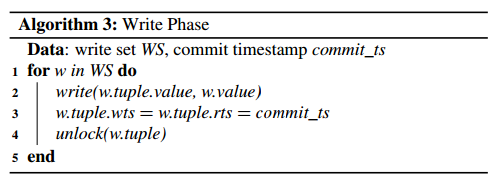 Algorithm 3: Write Phase
Data: write set WS, commit timestamp commit_ts
1 for w in WS do
2 write(w.tuple.value, w.value)
3 w.tuple.wts = w.tuple.rts = commit_ts
4 unlock(w.tuple)
5 end